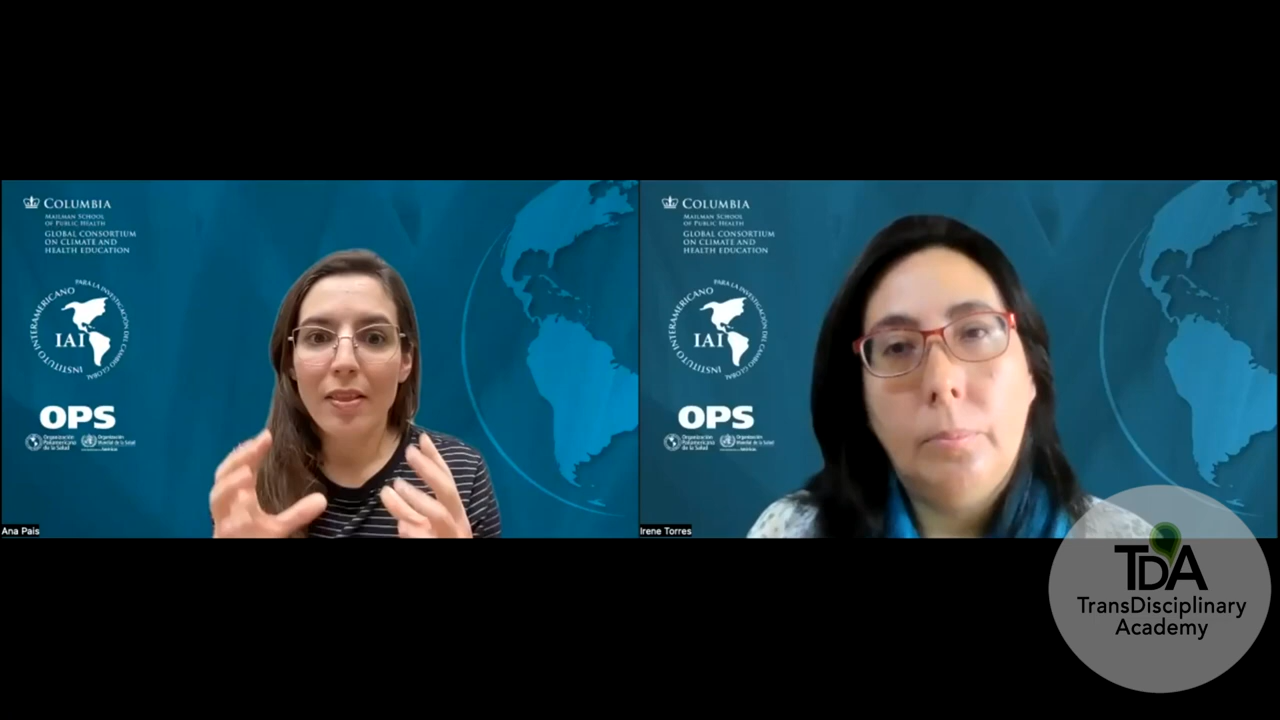 COLUMBIA
MAILMAN SCHOOL
OF PUBLIC HEALTH
GLOBAL CONSORTIUM
ON CLIMATE AND
HEALTH EDUCATION
INSTITUTO INTERAMERICANO PARA LA INVESTIGACIÓN DEL CAMBIO GLOBAL
IAI
OPS
Organización
Panamericana
de la Salud
Organización
Mundial de la Salud
Ana Pais
COLUMBIA
MAILMAN SCHOOL
OF PUBLIC HEALTH
GLOBAL CONSORTIUM
ON CLIMATE AND
HEALTH EDUCATION
INSTITUTO INTERAMERICANO PARA LA INVESTIGACIÓN DEL CAMBIO GLOBAL
IAI
OPS
Organización
Panamericana
de la Salud
Organización
Mundial de la Salud
Irene Torres
TDA
TransDisciplinary
Academy